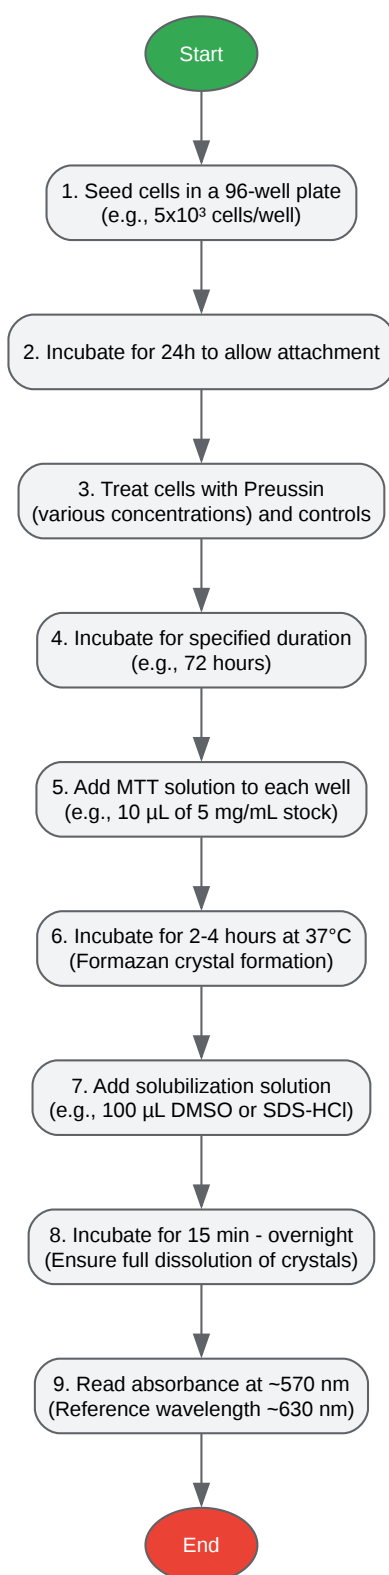 Start
1. Seed cells in a 96-well plate
(e.g., 5x10³ cells/well)
2. Incubate for 24h to allow attachment
3. Treat cells with Preussin
(various concentrations) and controls
4. Incubate for specified duration
(e.g., 72 hours)
5. Add MTT solution to each well
(e.g., 10 µL of 5 mg/mL stock)
6. Incubate for 2-4 hours at 37°C
(Formazan crystal formation)
7. Add solubilization solution
(e.g., 100 µL DMSO or SDS-HCl)
8. Incubate for 15 min - overnight
(Ensure full dissolution of crystals)
9. Read absorbance at ~570 nm
(Reference wavelength ~630 nm)
End